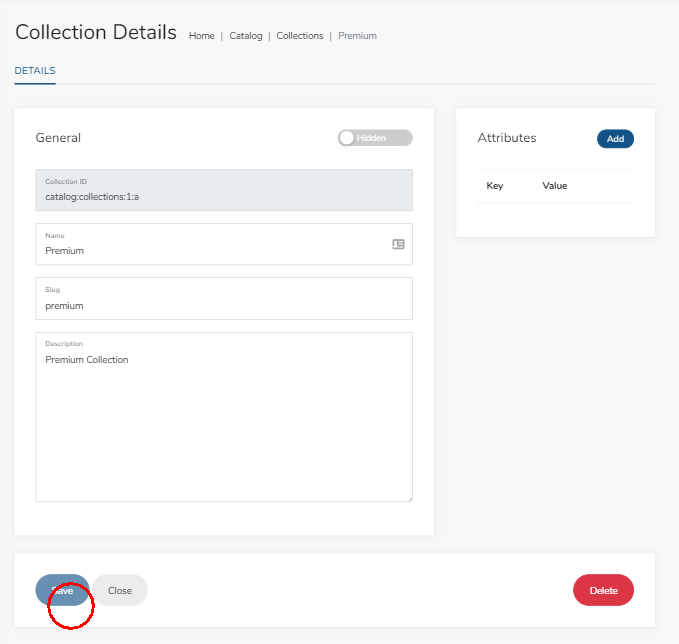 Collection Details Home | Catalog | Collections | Premium
DETAILS
General Hidden
Collection ID
catalog:collections:1:a
Name
Premium
Slug
premium
Description
Premium Collection
Attributes Add
Key Value
Save Close Delete